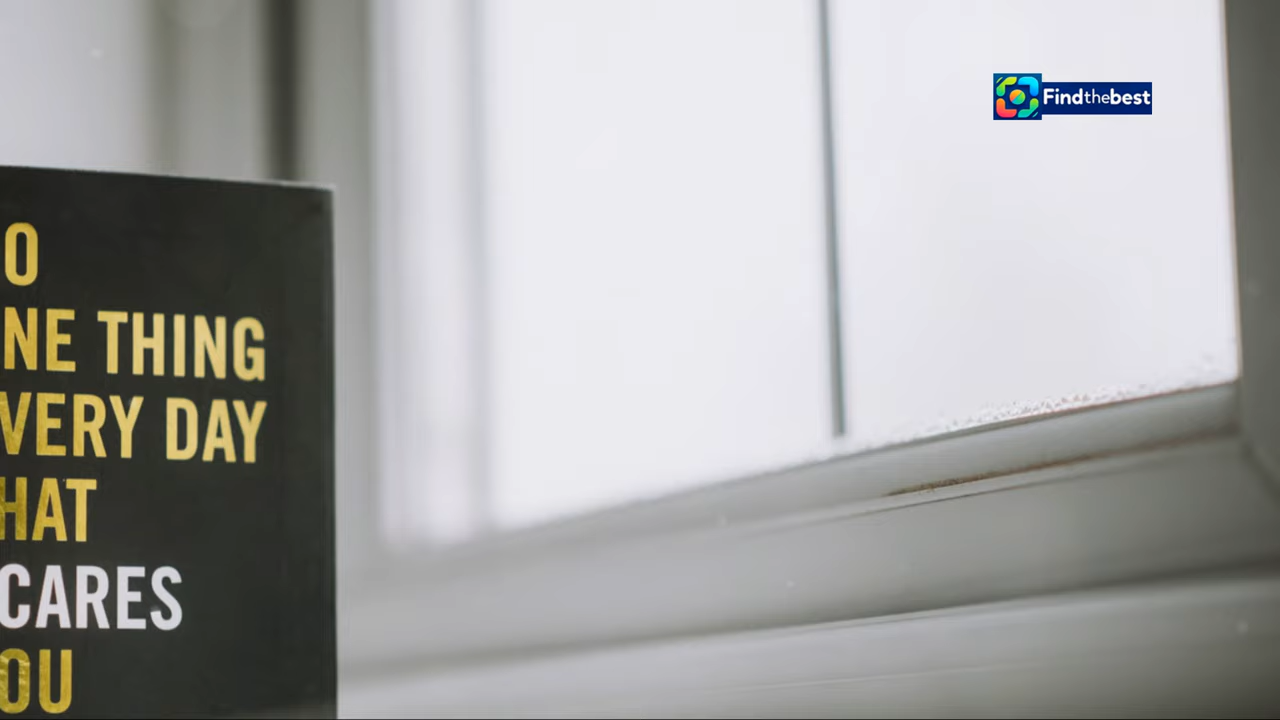 Findthebest
O
NE THING
VERY DAY
HAT
CARES
OU